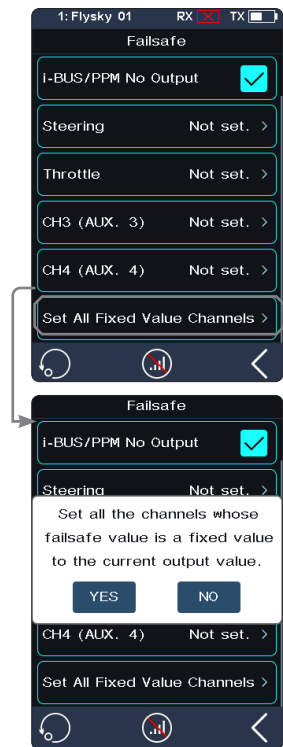 1: Flysky 01 RX TX
Failsafe
i-BUS/PPM No Output
Steering Not set. >
Throttle Not set. >
CH3 (AUX. 3) Not set. >
CH4 (AUX. 4) Not set. >
Set All Fixed Value Channels >
Failsafe
i-BUS/PPM No Output
Steering Not set.
Set all the channels whose
failsafe value is a fixed value
to the current output value.
YES NO
CH4 (AUX. 4) Not set. >
Set All Fixed Value Channels >